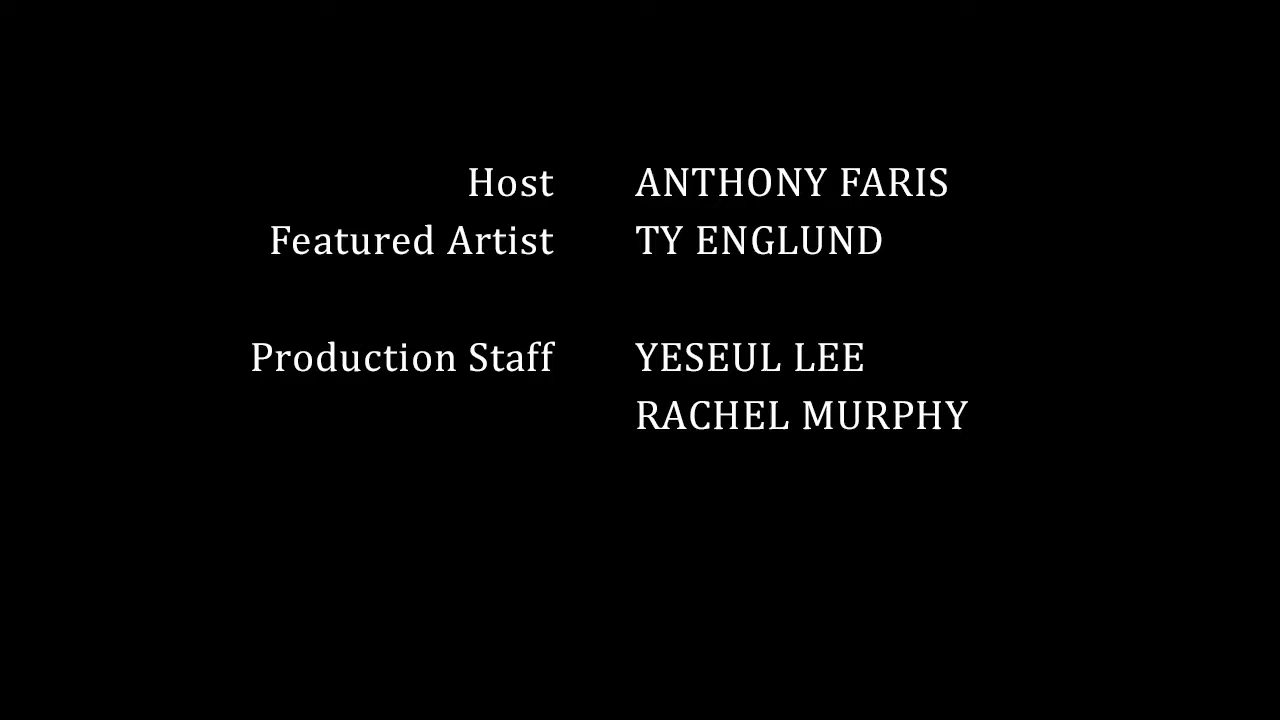 Host ANTHONY FARIS
Featured Artist TY ENGLUND
Production Staff YESEUL LEE
RACHEL MURPHY